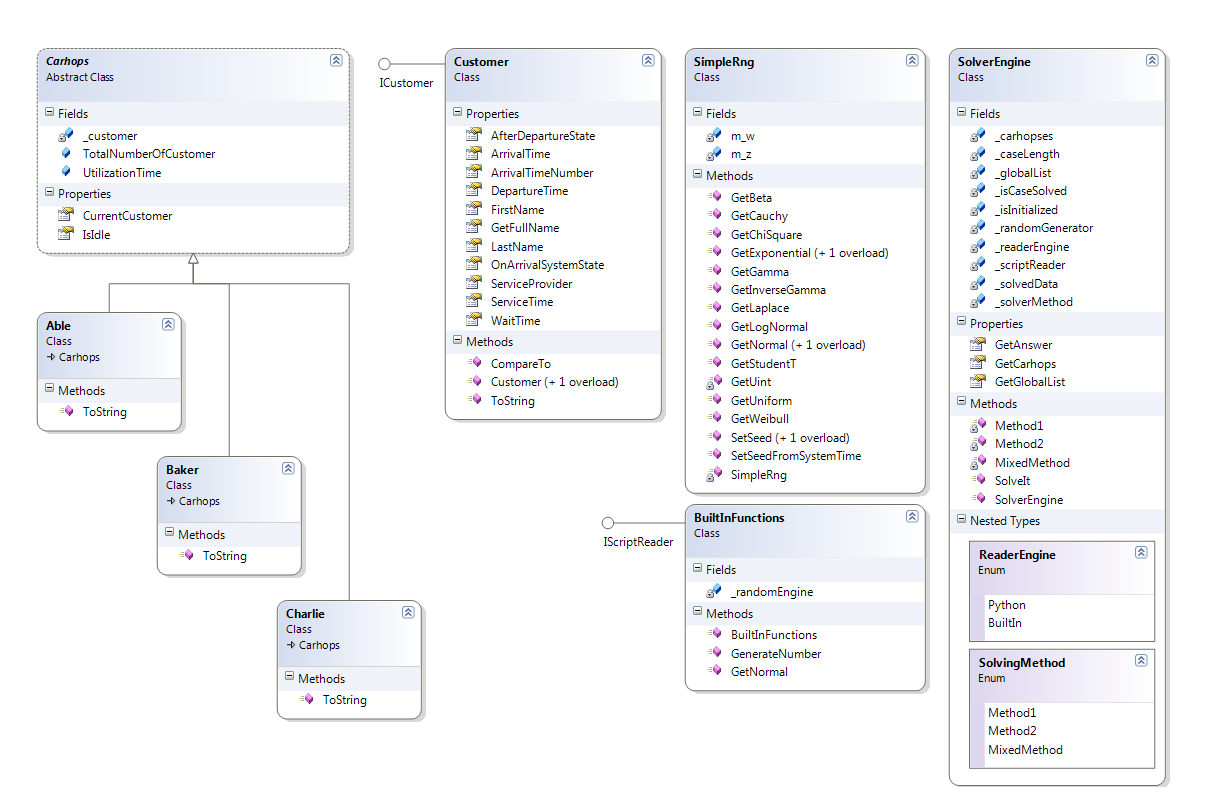 Carhops
Abstract Class
Fields
_customer
TotalNumberOfCustomer
UtilizationTime
Properties
CurrentCustomer
IsIdle
Able
Class
Carhops
Methods
ToString
Baker
Class
Carhops
Methods
ToString
Charlie
Class
Carhops
Methods
ToString
ICustomer
Customer
Class
Properties
AfterDepartureState
ArrivalTime
ArrivalTimeNumber
DepartureTime
FirstName
GetFullName
LastName
OnArrivalSystemState
ServiceProvider
ServiceTime
WaitTime
Methods
CompareTo
Customer (+ 1 overload)
ToString
SimpleRng
Class
Fields
m_w
m_z
Methods
GetBeta
GetCauchy
GetChiSquare
GetExponential (+ 1 overload)
GetGamma
GetInverseGamma
GetLaplace
GetLogNormal
GetNormal (+ 1 overload)
GetStudentT
GetUint
GetUniform
GetWeibull
SetSeed (+ 1 overload)
SetSeedFromSystemTime
SimpleRng
IScriptReader
BuiltInFunctions
Class
Fields
_randomEngine
Methods
BuiltInFunctions
GenerateNumber
GetNormal
SolverEngine
Class
Fields
_carhopses
_caseLength
_globalList
_isCaseSolved
_isInitialized
_randomGenerator
_readerEngine
_scriptReader
_solvedData
_solverMethod
Properties
GetAnswer
GetCarhops
GetGlobalList
Methods
Method1
Method2
MixedMethod
SolveIt
SolverEngine
Nested Types
ReaderEngine
Enum
Python
BuiltIn
SolvingMethod
Enum
Method1
Method2
MixedMethod